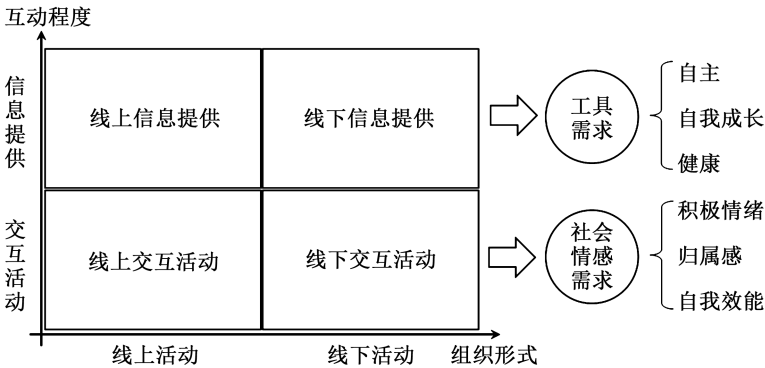 互动程度
信息提供
线上信息提供
线下信息提供
工具
需求
自主
自我成长
健康
交互活动
线上交互活动
线下交互活动
社会
情感
需求
积极情绪
归属感
自我效能
线上活动
线下活动
组织形式